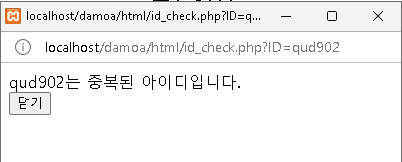 localhost/damoa/html/id_check.php?ID=q...
localhost/damoa/html/id_check.php?ID=qud902
qud902는 중복된 아이디입니다.
닫기